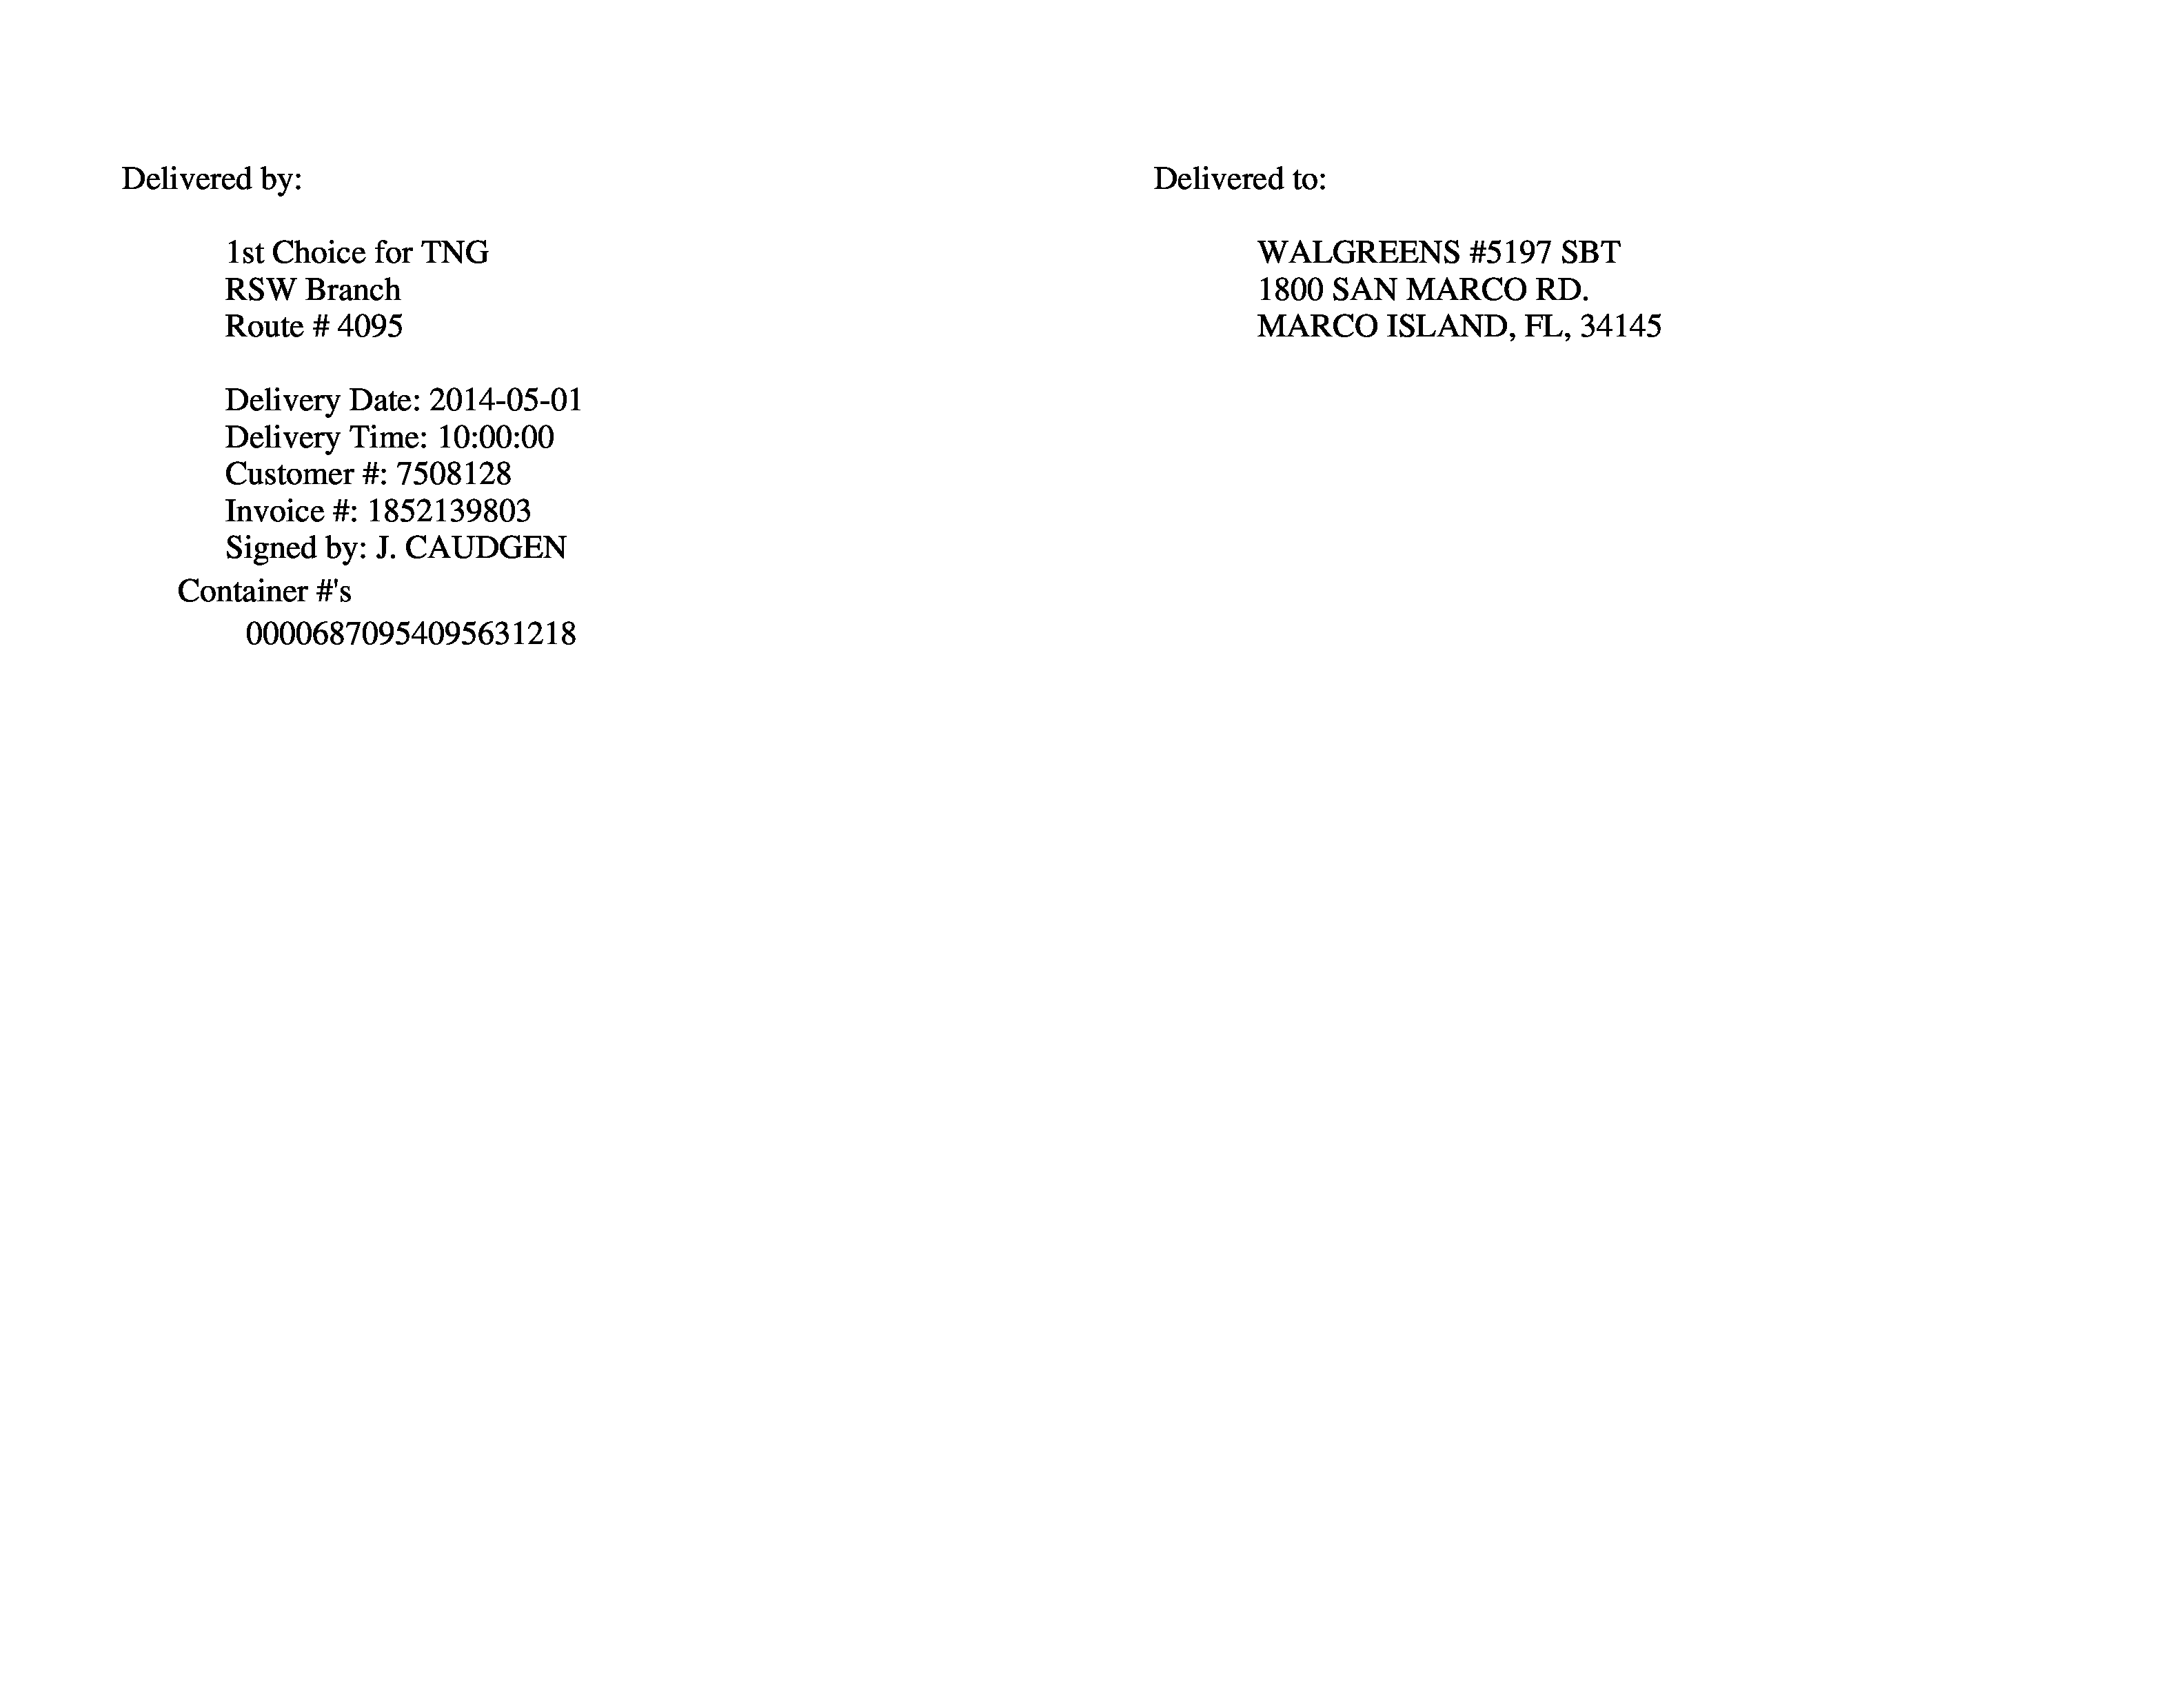 Delivered by:
1st Choice for TNG
RSW Branch
Route # 4095
Delivery Date: 2014-05-01
Delivery Time: 10:00:00
Customer #: 7508128
Invoice #: 1852139803
Signed by: J. CAUDGEN
Container #'s
00006870954095631218
Delivered to:
WALGREENS #5197 SBT
1800 SAN MARCO RD.
MARCO ISLAND, FL, 34145